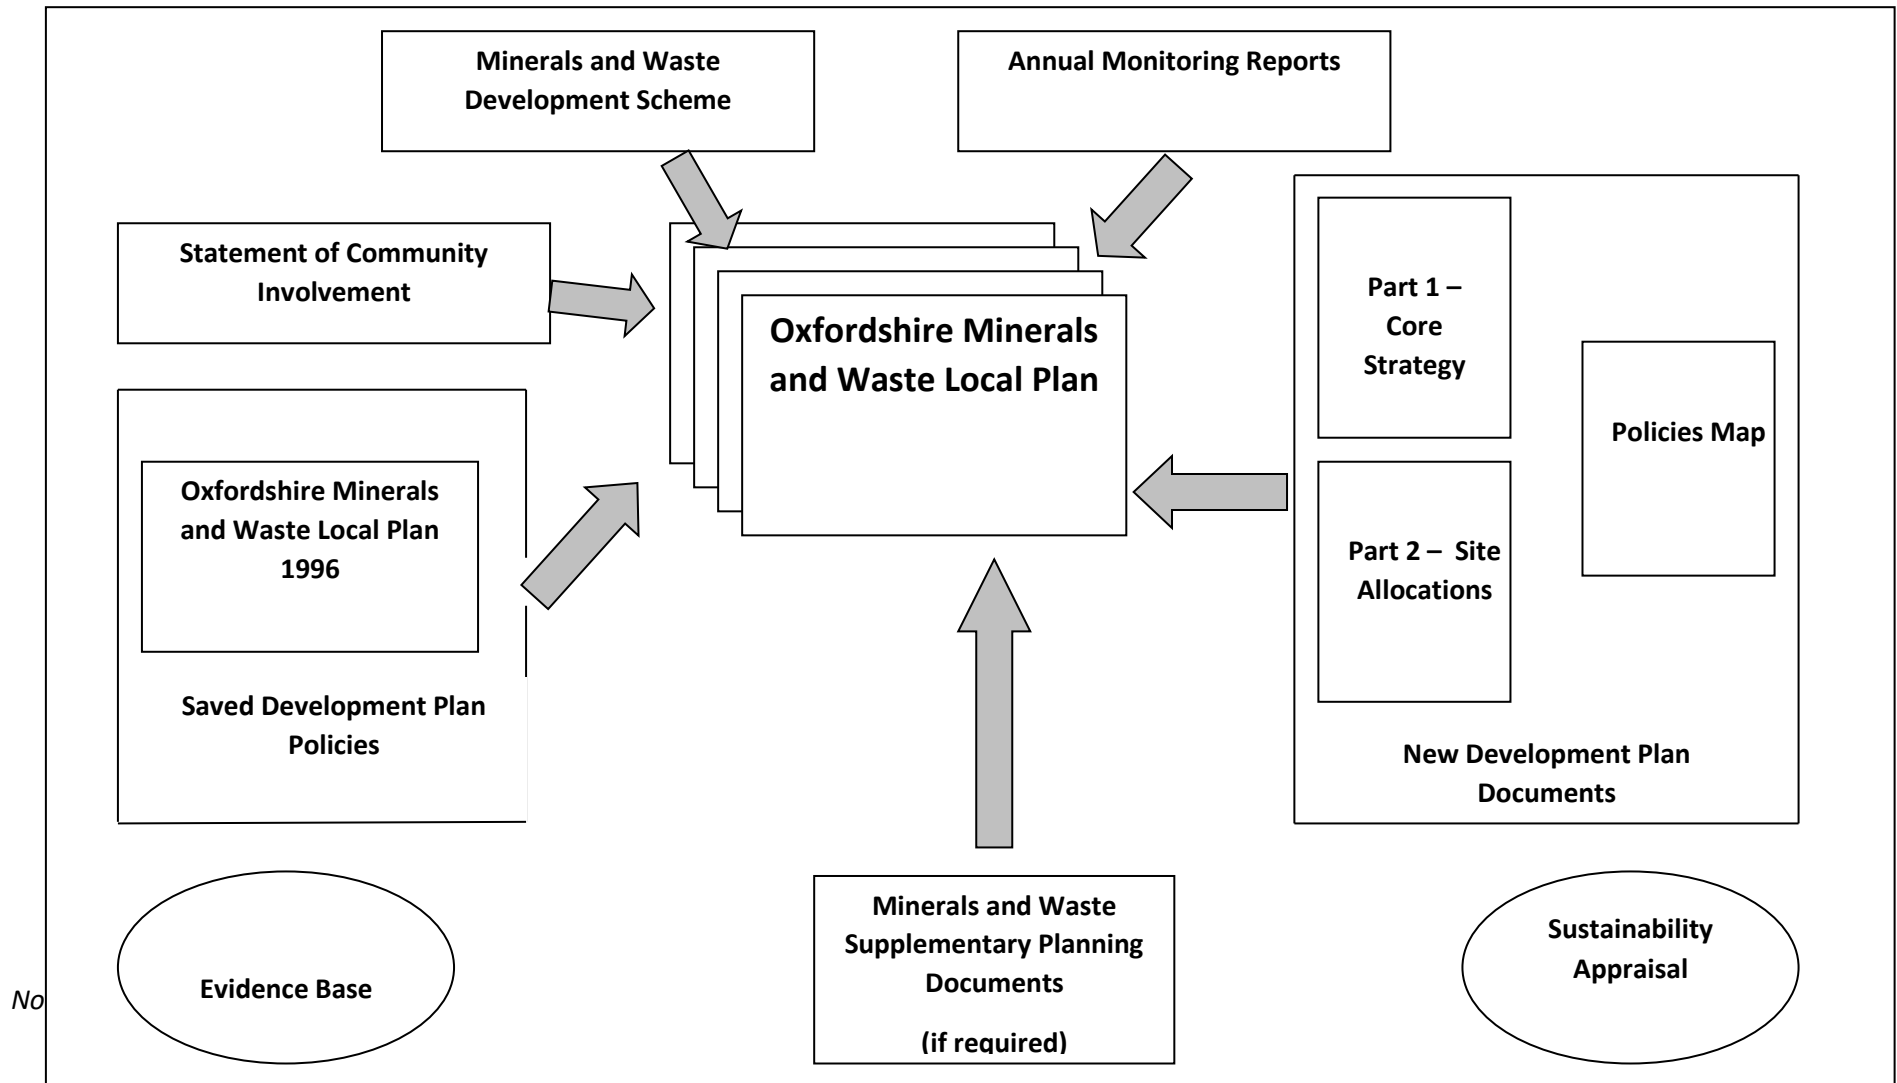 Minerals and Waste
Development Scheme
Annual Monitoring Reports
Statement of Community
Involvement
Oxfordshire Minerals
and Waste Local Plan
Part 1 –
Core
Strategy
Policies Map
Part 2 –  Site
Allocations
New Development Plan
Documents
Oxfordshire Minerals
and Waste Local Plan
1996
Saved Development Plan
Policies
Evidence Base
Minerals and Waste
Supplementary Planning
Documents
(if required)
Sustainability
Appraisal
No